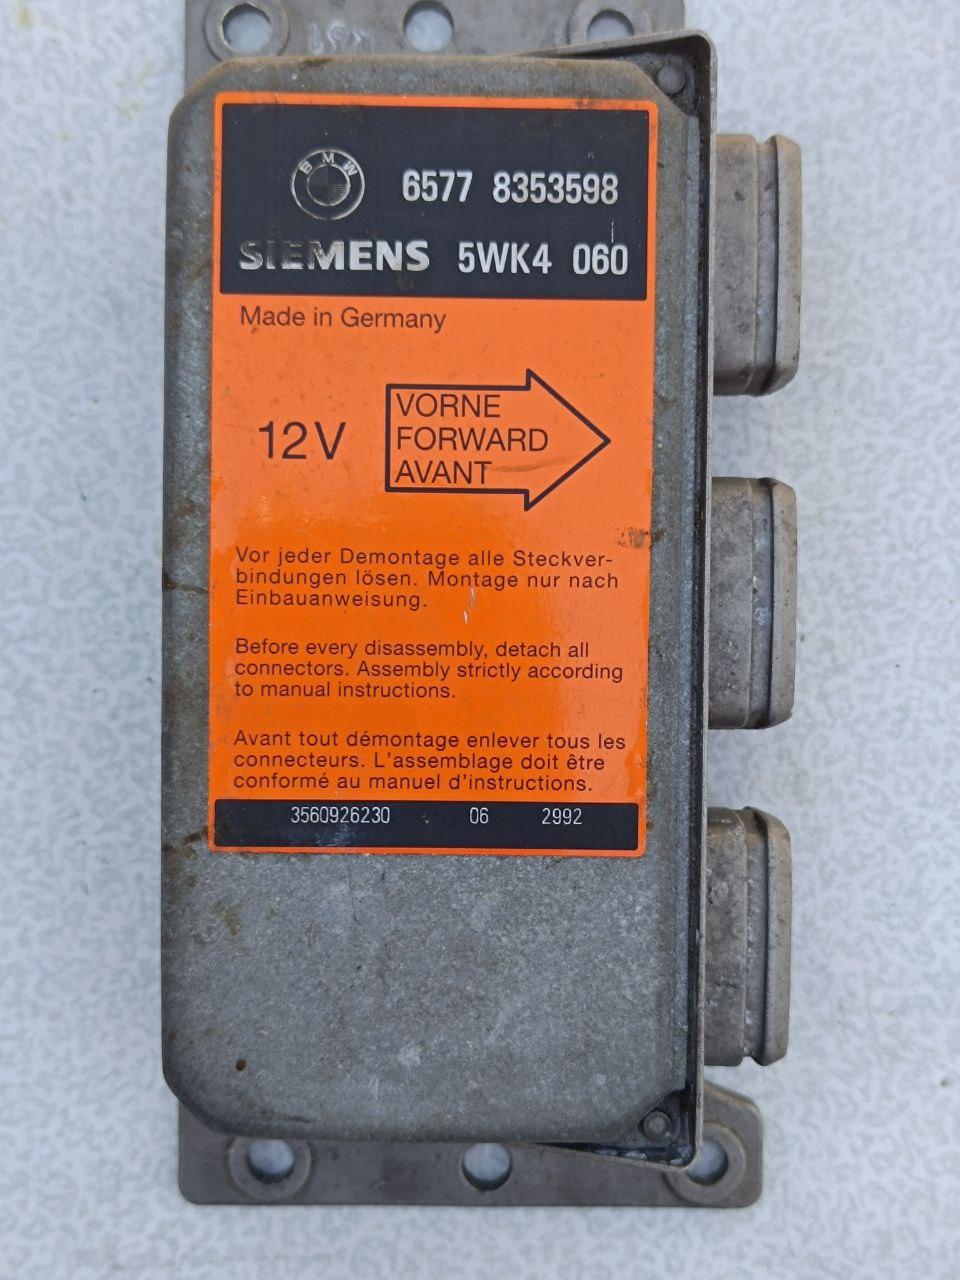 BMW
6577 8353598
SIEMENS 5WK4 060
Made in Germany
12V
VORNE
FORWARD
AVANT
Vor jeder Demontage alle Steckver-
bindungen lösen. Montage nur nach
Einbauanweisung.
Before every disassembly, detach all
connectors. Assembly strictly according
to manual instructions.
Avant tout démontage enlever tous les
connecteurs. L'assemblage doit être
conformé au manuel d'instructions.
3560926230 06 2992